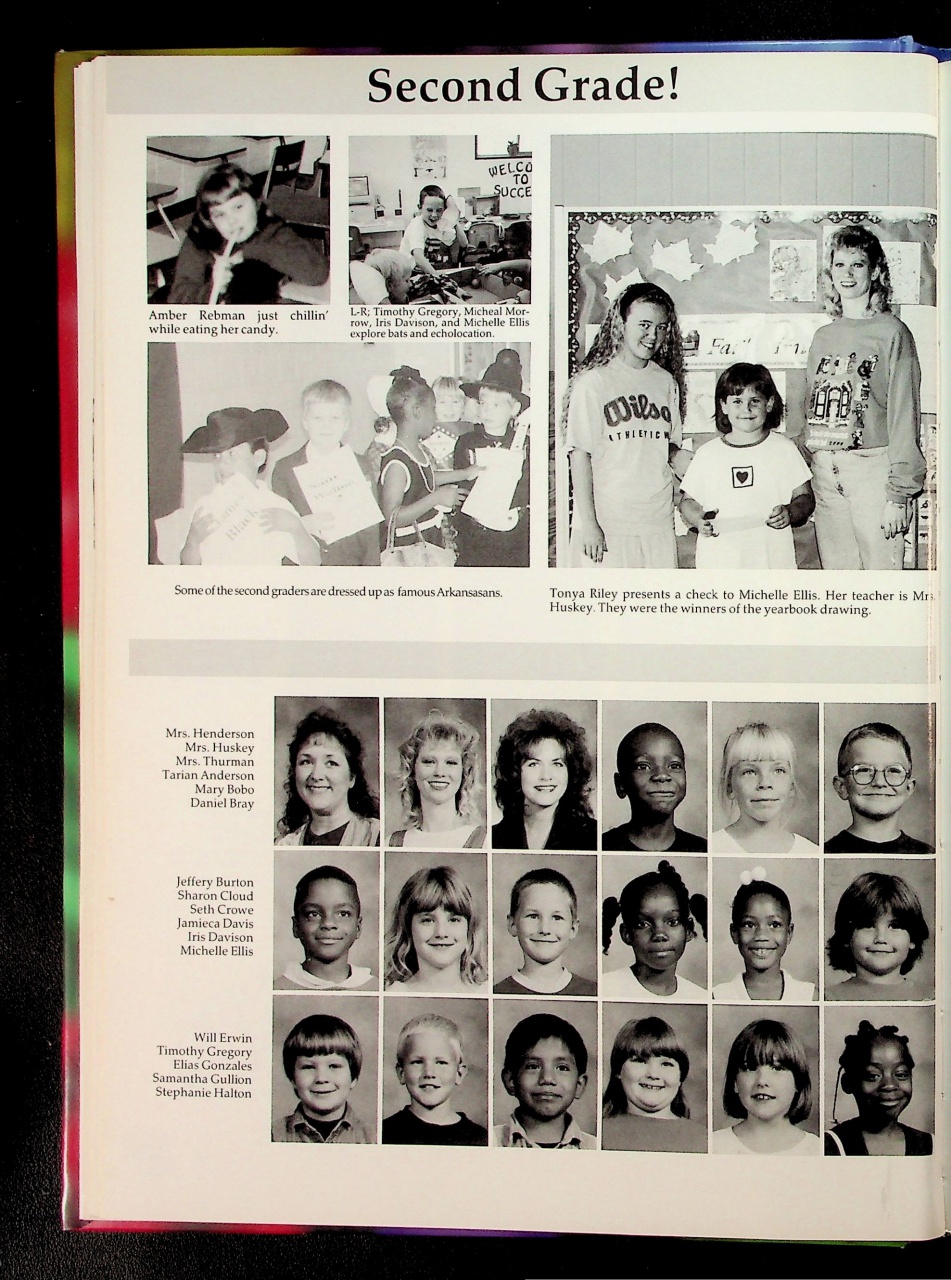 Second Grade!
WELCO
TO
SUCCE
Amber Rebman just chillin'
while eating her candy.
L-R; Timothy Gregory, Micheal Mor-
row, Iris Davison, and Michelle Ellis
explore bats and echolocation.
Wilso
ATHLETIC W
Black
Some of the second graders are dressed up as famous Arkansasans.
Tonya Riley presents a check to Michelle Ellis. Her teacher is Mrs.
Huskey. They were the winners of the yearbook drawing.
Mrs. Henderson
Mrs. Huskey
Mrs. Thurman
Tarian Anderson
Mary Bobo
Daniel Bray
Jeffery Burton
Sharon Cloud
Seth Crowe
Jamieca Davis
Iris Davison
Michelle Ellis
Will Erwin
Timothy Gregory
Elias Gonzales
Samantha Gullion
Stephanie Halton